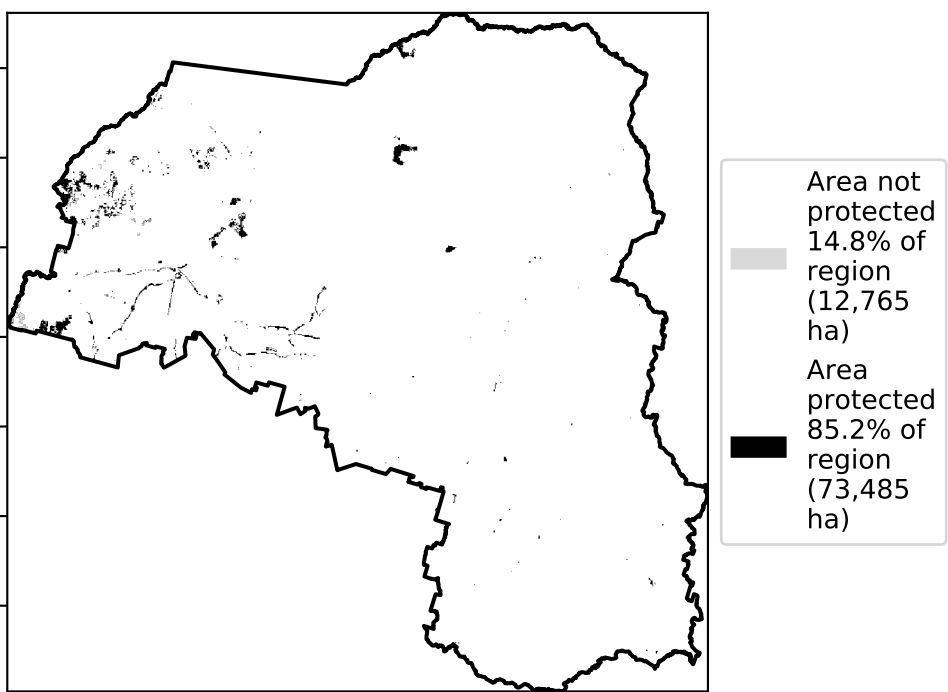 Area not
protected
14.8% of
region
(12,765
ha)
Area
protected
85.2% of
region
(73,485
ha)